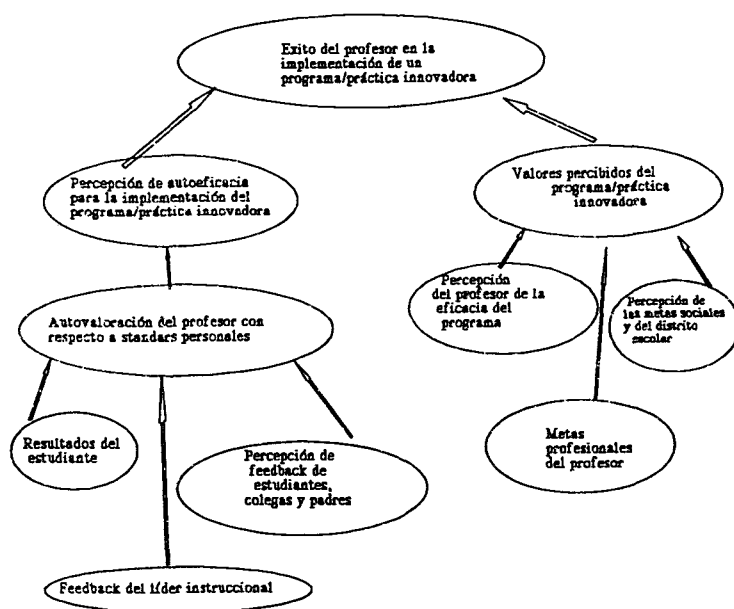 Exito del profesor en la
implementación de un
programa/práctica innovadora
Percepción de autoeficacia
para la implementación del
programa/práctica innovadora
Valores percibidos del
programa/práctica
innovadora
Autovaloración del profesor con
respecto a standars personales
Percepción
del profesor de la
eficacia del
programa
Percepción de
las metas sociales
y del distrito
escolar
Resultados del
estudiante
Percepción de
feedback de
estudiantes,
colegas y padres
Metas
profesionales
del profesor
Feedback del líder instruccional